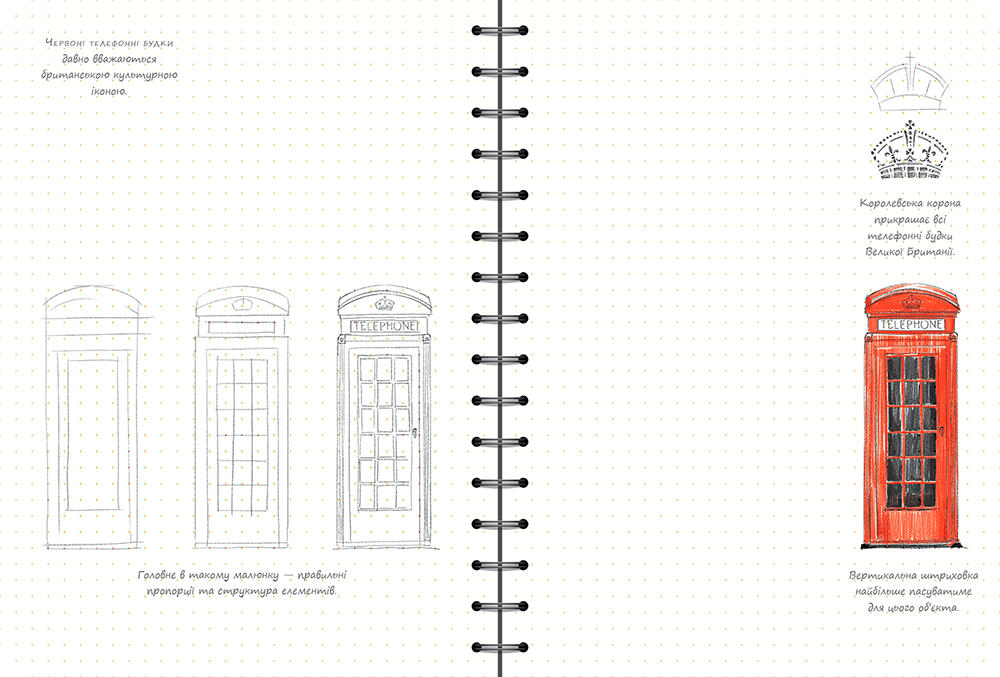 Червоні телефонні будки
давно вважаються
британською культурною
іконою.
TELEPHONE
Головне в такому малюнку — правильні
пропорції та структура елементів.
Королевська корона
прикрашає всі
телефонні будки
Великої Британії.
TELEPHONE
Вертикальна штриховка
найбільше пасуватиме
для цього об'єкта.